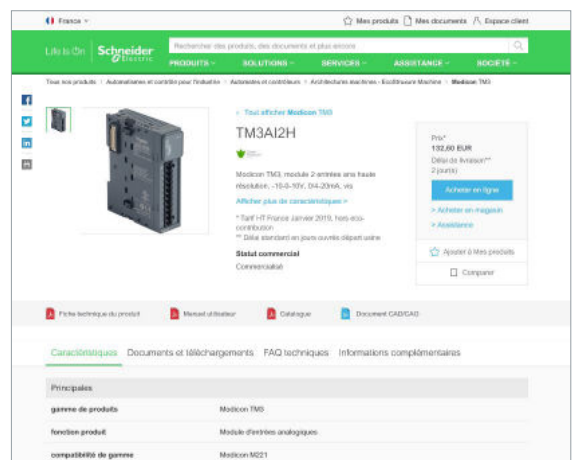 France
Mes produits Mes documents Espace client
Life Is On Schneider Electric
Rechercher des produits, des documents et plus encore
PRODUITS SOLUTIONS SERVICES ASSISTANCE SOCIÉTÉ
Tous nos produits Automatismes et contrôle pour l'industrie Automates et contrôleurs Architectures machines - EcoStruxure Machine Modicon TM3
< Tout afficher Modicon TM3
TM3AI2H
Modicon TM3, module 2 entrées ana haute
résolution, -10-0-10V, 0/4-20mA, vis
Afficher plus de caractéristiques >
* Tarif HT France Janvier 2019, hors éco-
contribution
** Délai standard en jours ouvrés départ usine
Statut commercial
Commercialisé
Prix*
132,60 EUR
Délai de livraison**
2 jour(s)
Acheter en ligne
> Acheter en magasin
> Assistance
Ajouter à Mes produits
Comparer
Fiche technique du produit Manuel utilisateur Catalogue Document CAD/CAO
Caractéristiques Documents et téléchargements FAQ techniques Informations complémentaires
Principales
gamme de produits Modicon TM3
fonction produit Module d'entrées analogiques
compatibilité de gamme Modicon M221